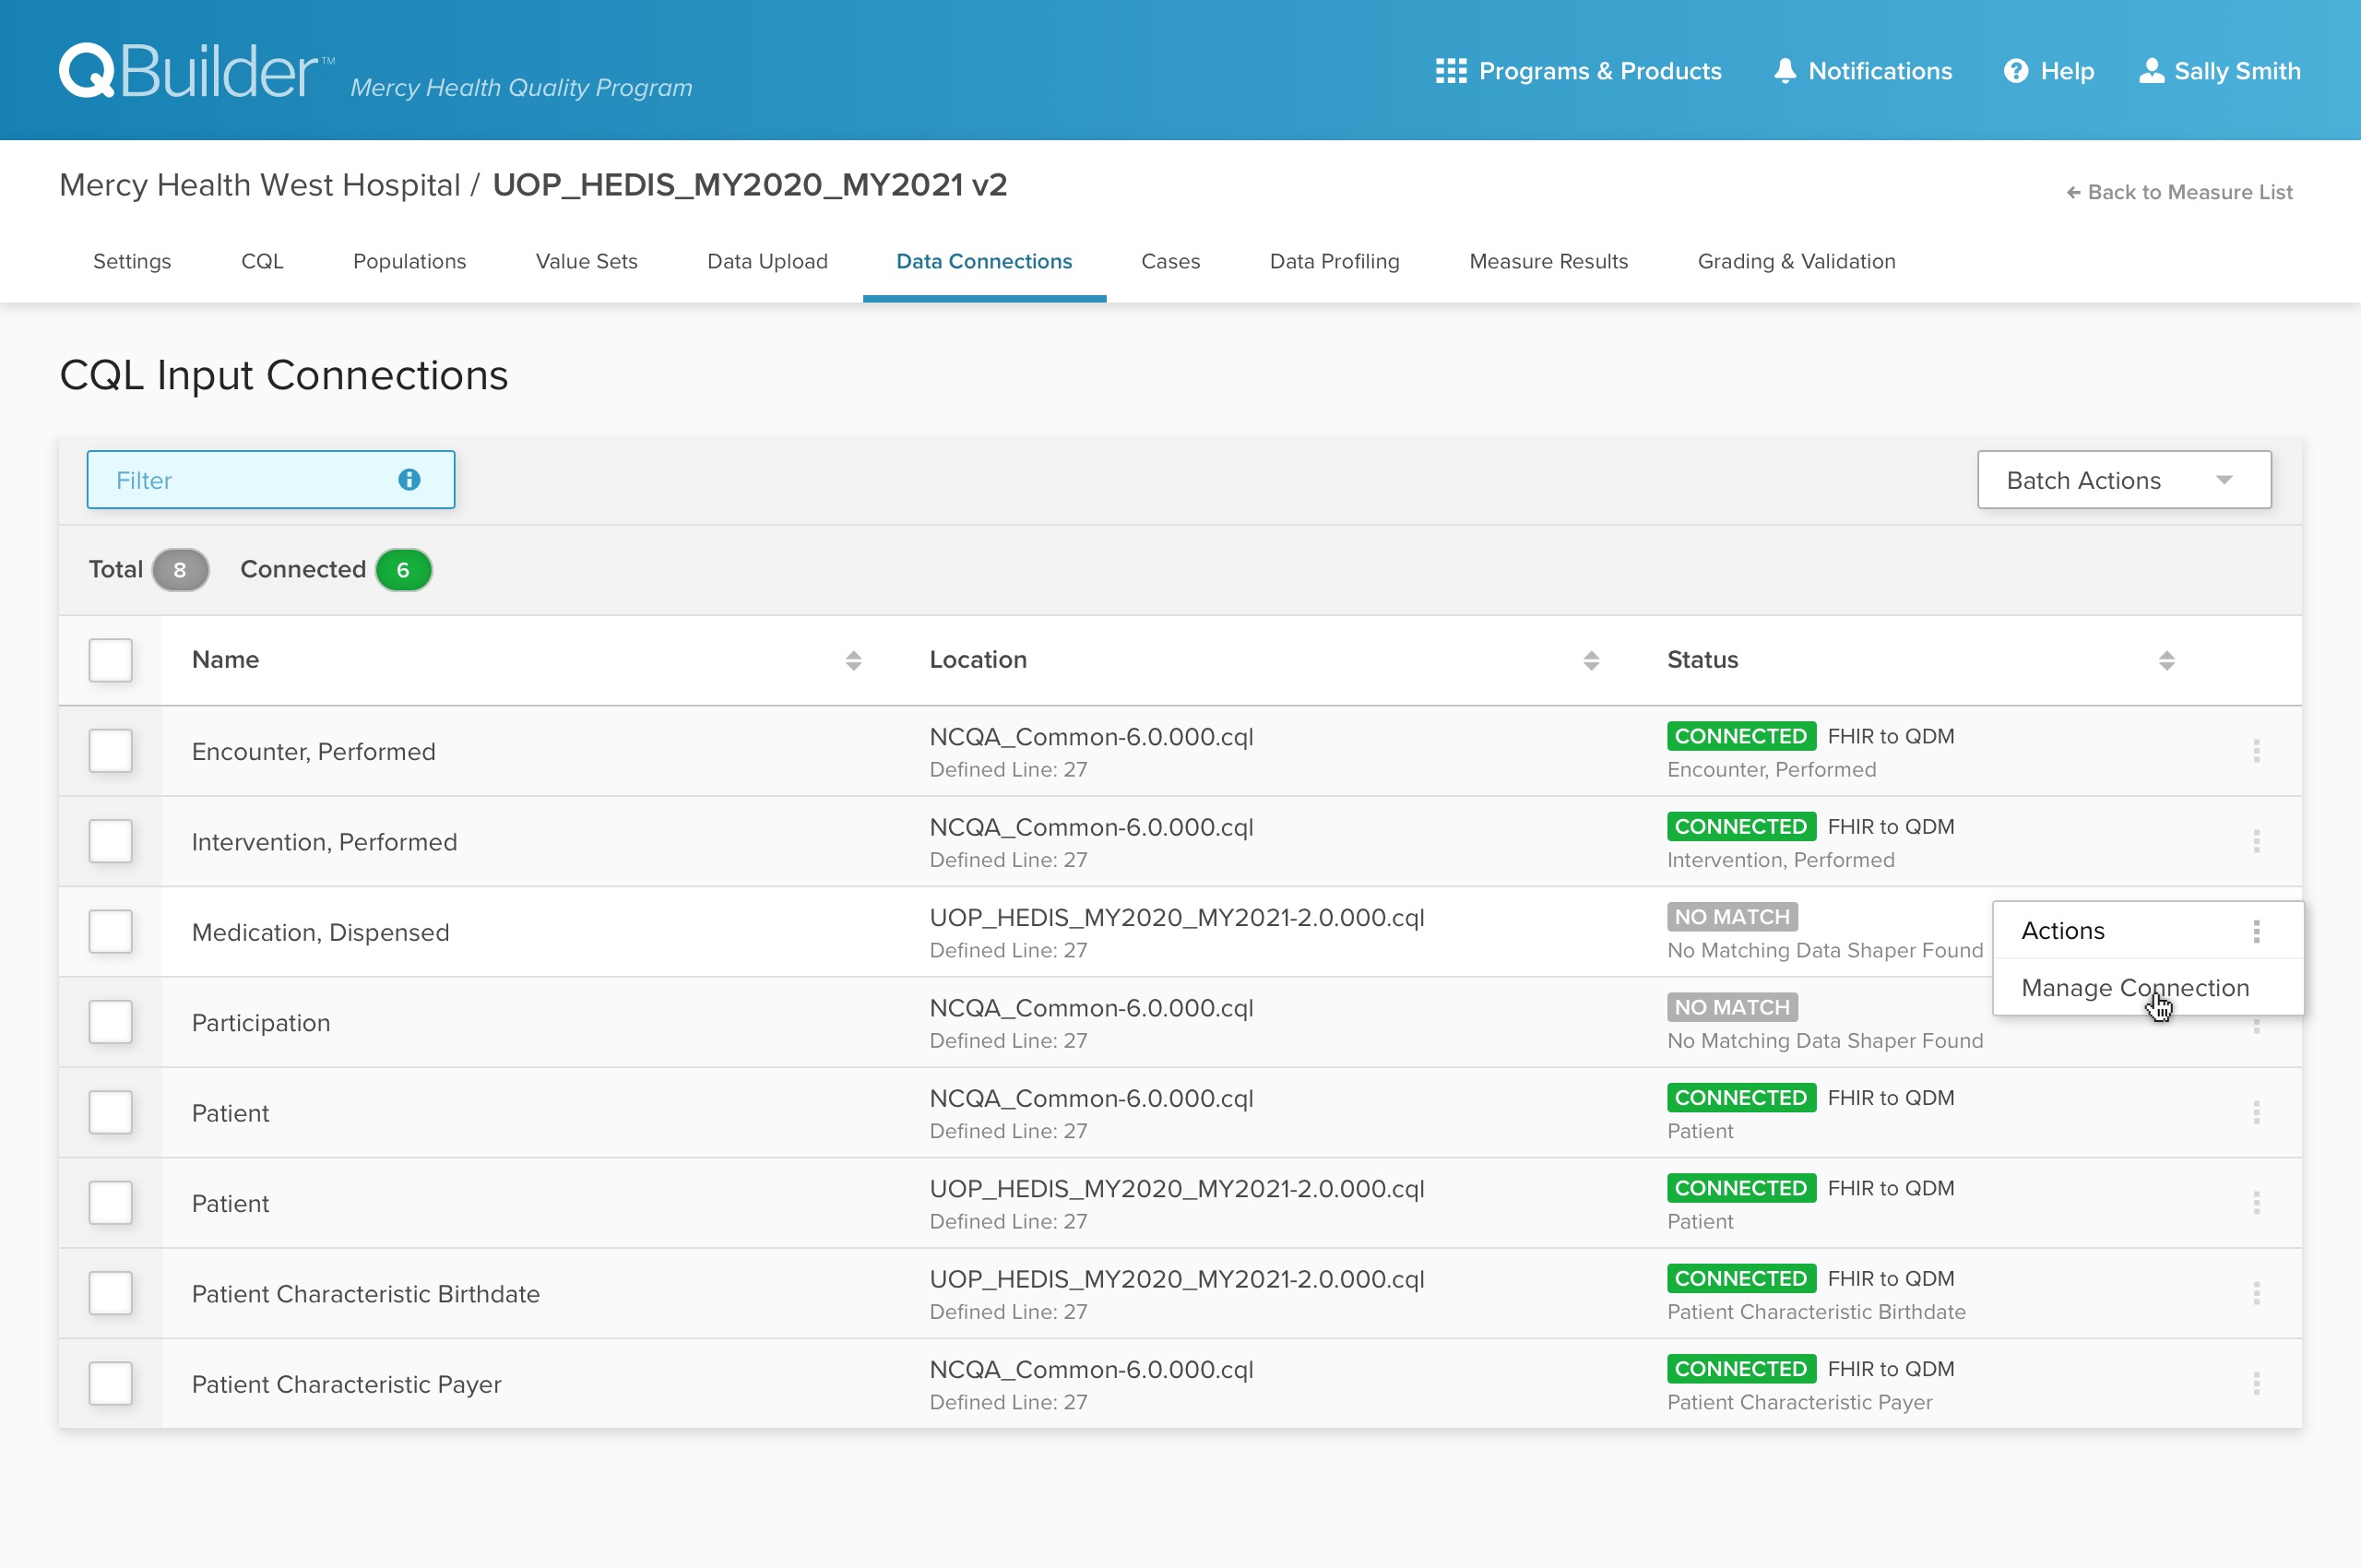 QBuilder™ Mercy Health Quality Program
Programs & Products
Notifications
Help
Sally Smith
Mercy Health West Hospital / UOP_HEDIS_MY2020_MY2021 v2
← Back to Measure List
Settings
CQL
Populations
Value Sets
Data Upload
Data Connections
Cases
Data Profiling
Measure Results
Grading & Validation
CQL Input Connections
Filter
Batch Actions
Total 8 Connected 6
Name
Location
Status
Encounter, Performed
NCQA_Common-6.0.000.cql
Defined Line: 27
CONNECTED FHIR to QDM
Encounter, Performed
Intervention, Performed
NCQA_Common-6.0.000.cql
Defined Line: 27
CONNECTED FHIR to QDM
Intervention, Performed
Medication, Dispensed
UOP_HEDIS_MY2020_MY2021-2.0.000.cql
Defined Line: 27
NO MATCH
No Matching Data Shaper Found
Actions
Manage Connection
Participation
NCQA_Common-6.0.000.cql
Defined Line: 27
NO MATCH
No Matching Data Shaper Found
Patient
NCQA_Common-6.0.000.cql
Defined Line: 27
CONNECTED FHIR to QDM
Patient
Patient
UOP_HEDIS_MY2020_MY2021-2.0.000.cql
Defined Line: 27
CONNECTED FHIR to QDM
Patient
Patient Characteristic Birthdate
UOP_HEDIS_MY2020_MY2021-2.0.000.cql
Defined Line: 27
CONNECTED FHIR to QDM
Patient Characteristic Birthdate
Patient Characteristic Payer
NCQA_Common-6.0.000.cql
Defined Line: 27
CONNECTED FHIR to QDM
Patient Characteristic Payer